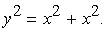 y² = x² + x².